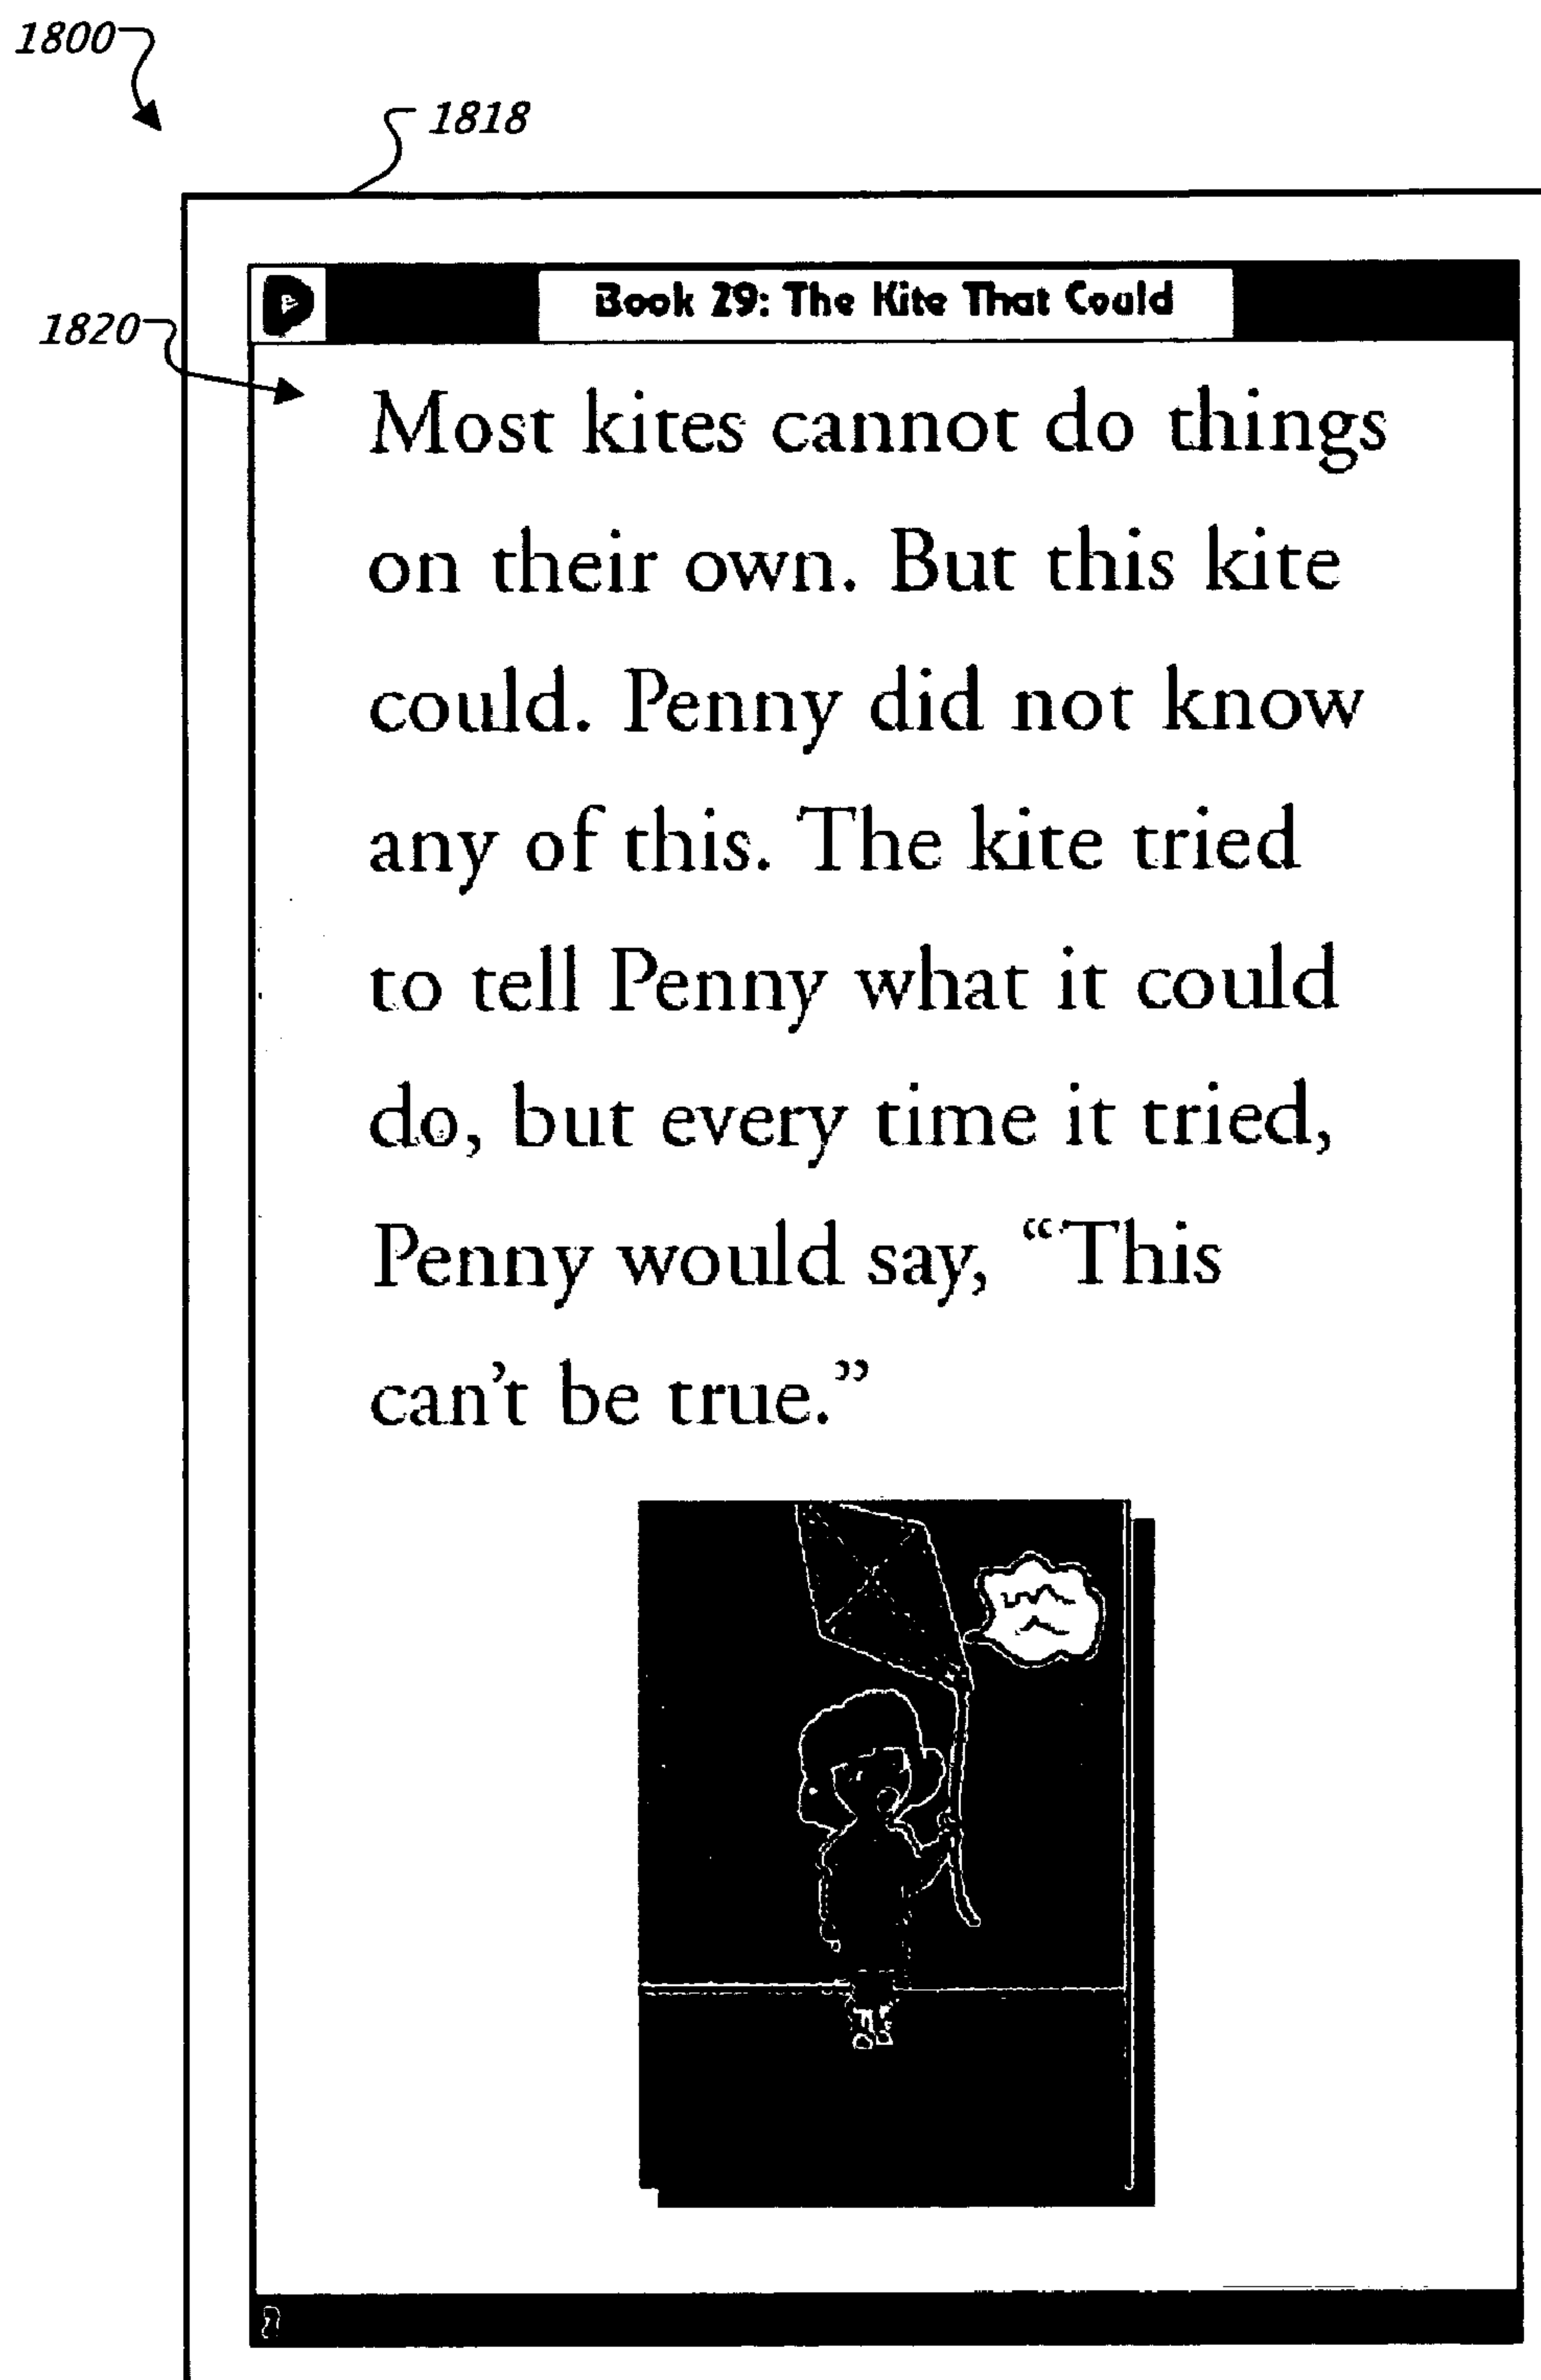 1800
1818
1820
Book 29: The Kite That Could
Most kites cannot do things
on their own. But this kite
could. Penny did not know
any of this. The kite tried
to tell Penny what it could
do, but every time it tried,
Penny would say, “This
can’t be true.”